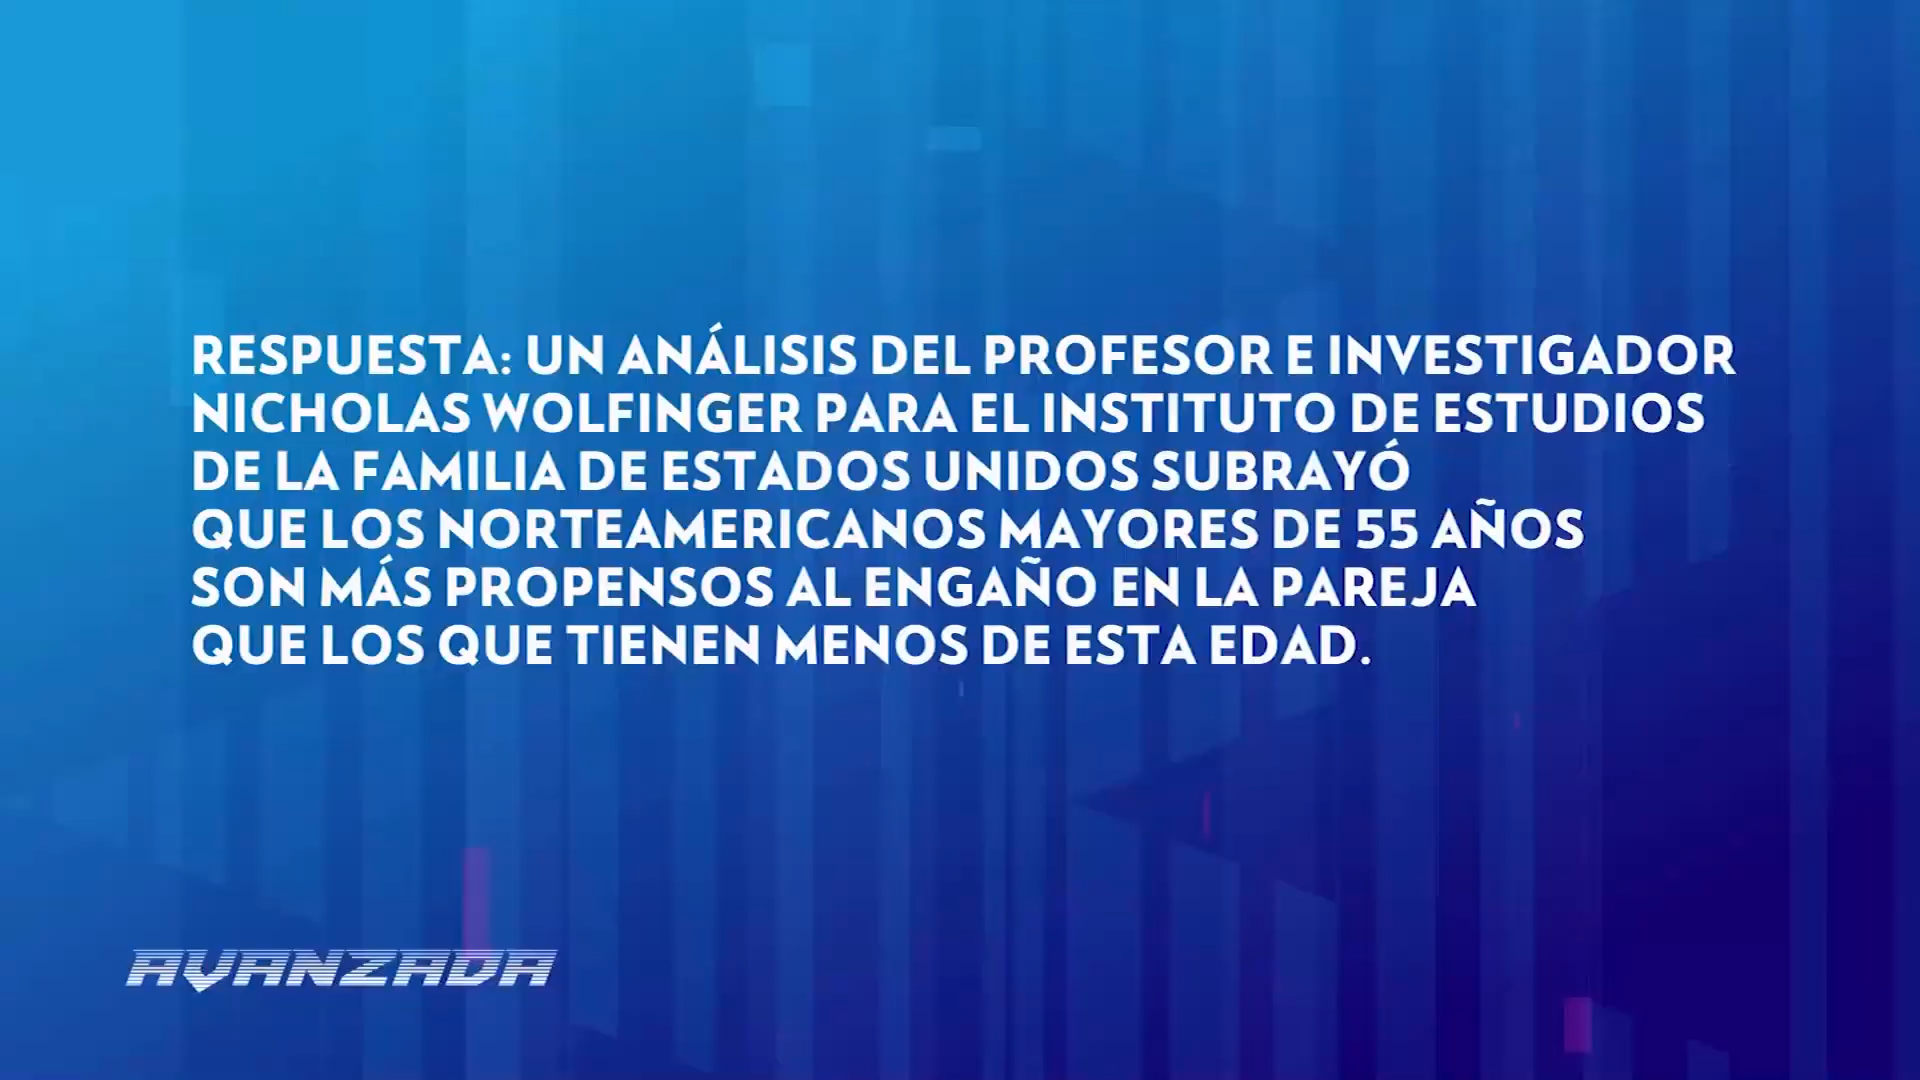 RESPUESTA: UN ANÁLISIS DEL PROFESOR E INVESTIGADOR
NICHOLAS WOLFINGER PARA EL INSTITUTO DE ESTUDIOS
DE LA FAMILIA DE ESTADOS UNIDOS SUBRAYÓ
QUE LOS NORTEAMERICANOS MAYORES DE 55 AÑOS
SON MÁS PROPENSOS AL ENGAÑO EN LA PAREJA
QUE LOS QUE TIENEN MENOS DE ESTA EDAD.
AVANZADA